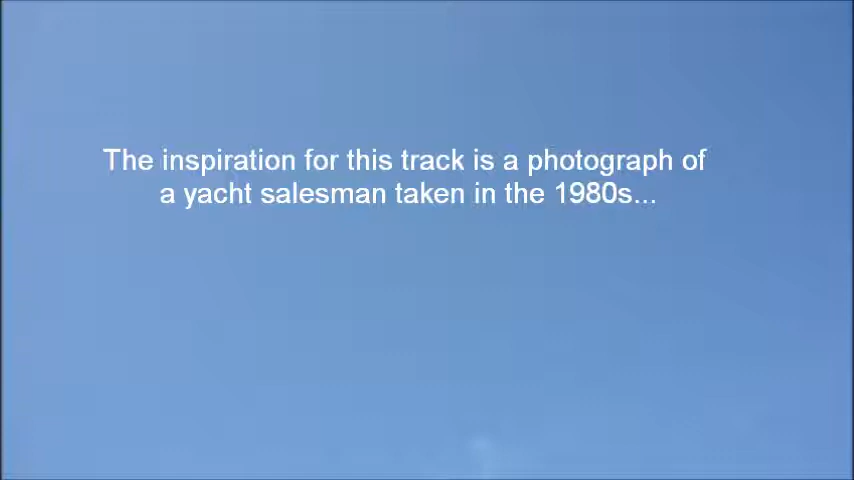 The inspiration for this track is a photograph of
a yacht salesman taken in the 1980s...